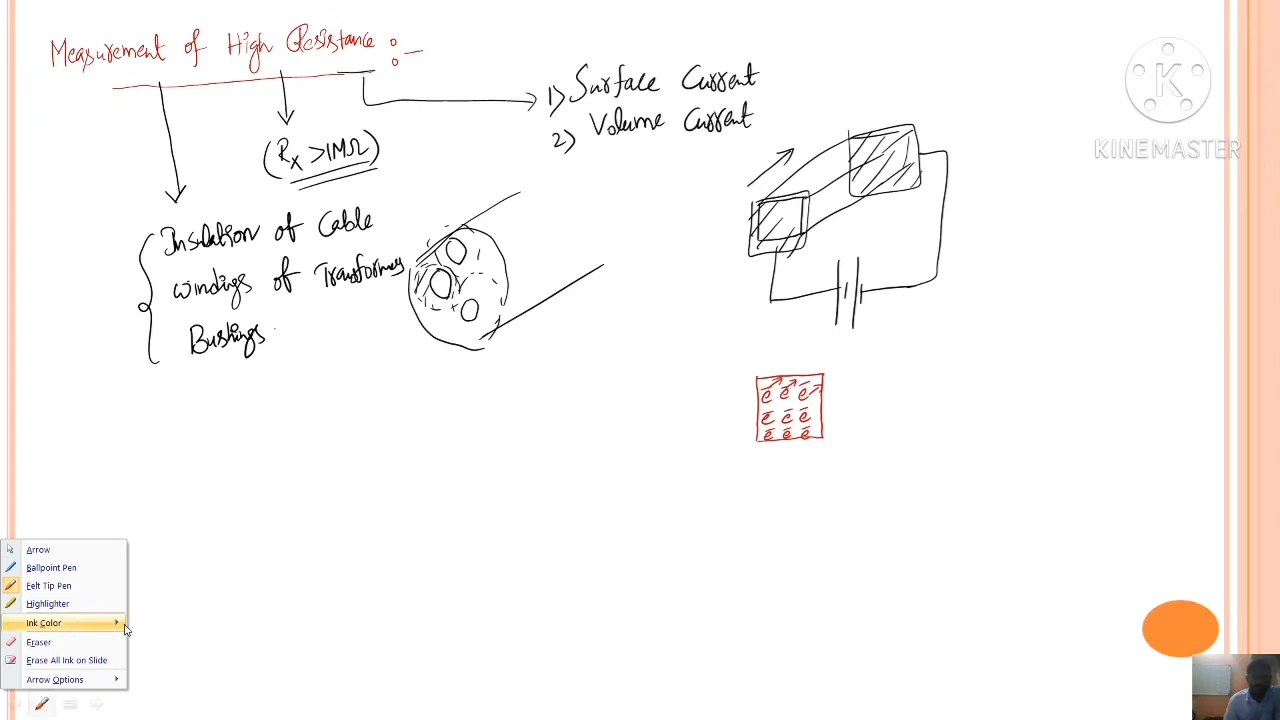 Measurement of High Resistance :-
1) Surface Current
2) Volume Current
(Rx > 1MΩ)
Insulation of Cable
Windings of Transformers
Bushings
K
KINEMASTER
e e e
e̅ e̅ e̅
e̅ e̅ e̅
Arrow
Ballpoint Pen
Felt Tip Pen
Highlighter
Ink Color
Eraser
Erase All Ink on Slide
Arrow Options